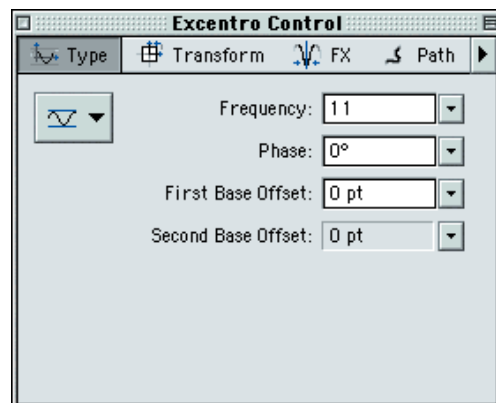 Excentro Control
Type Transform FX Path
Frequency: 11
Phase: 0°
First Base Offset: 0 pt
Second Base Offset: 0 pt